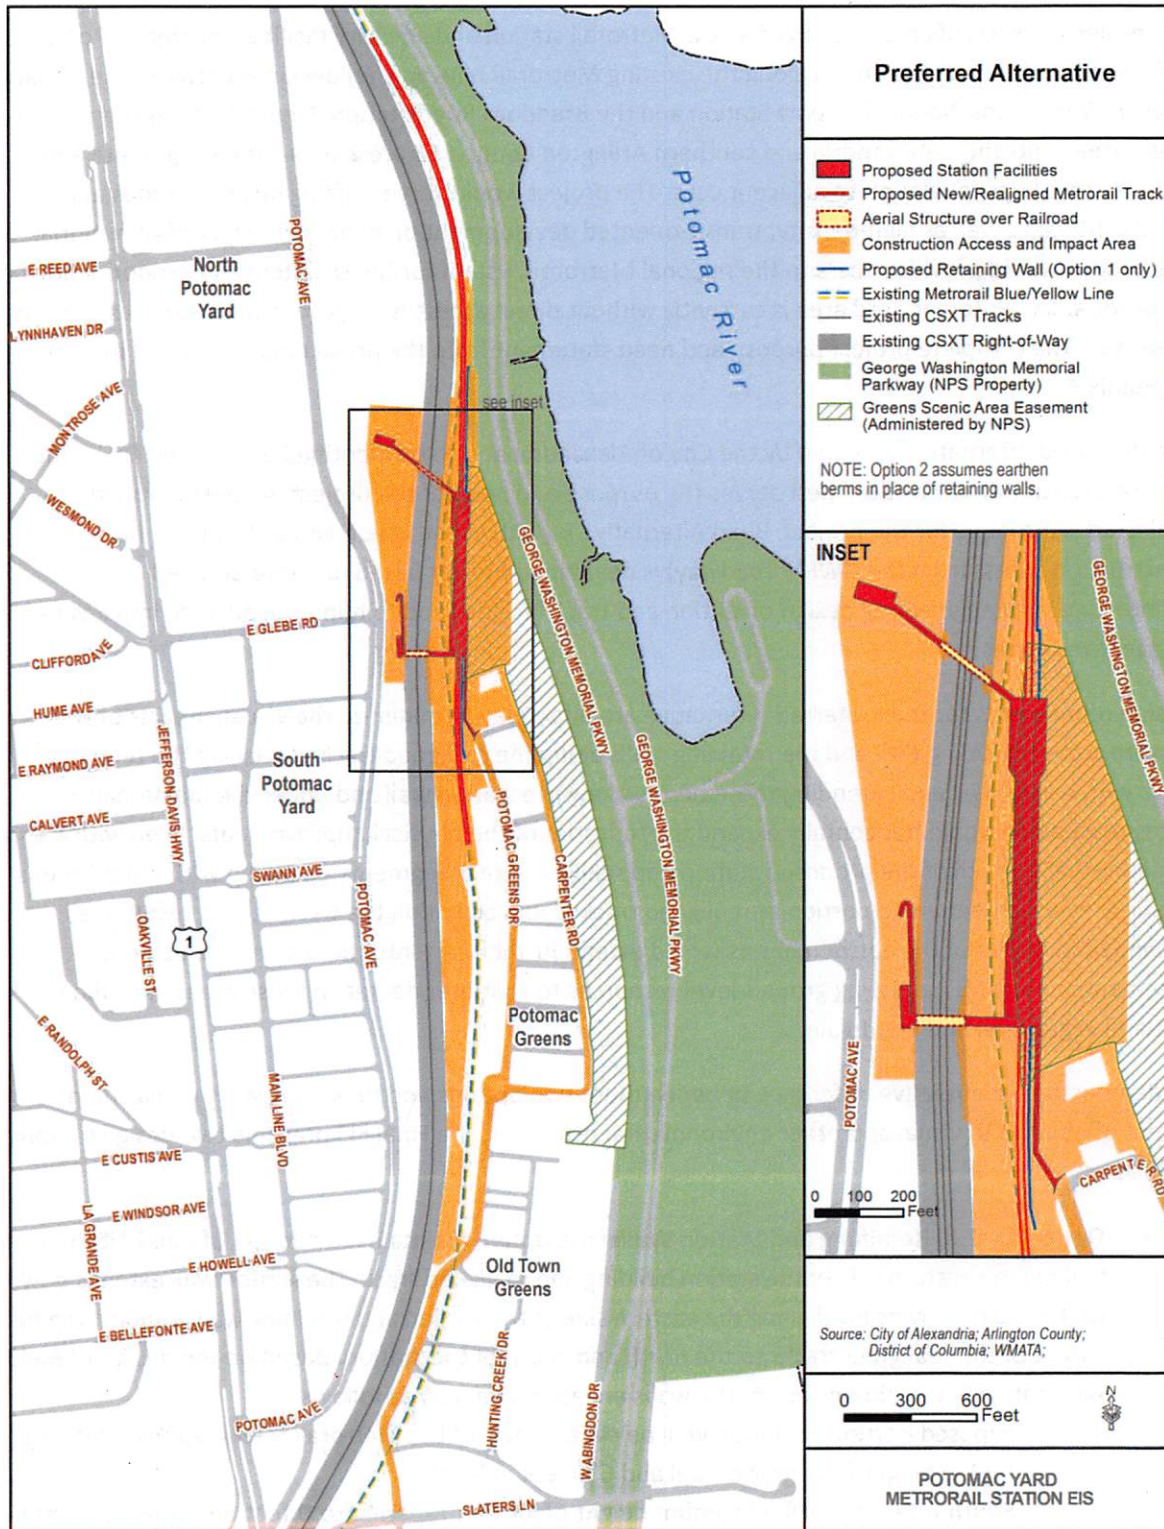 Preferred Alternative
Proposed Station Facilities
Proposed New/Realigned Metrorail Track
Aerial Structure over Railroad
Construction Access and Impact Area
Proposed Retaining Wall (Option 1 only)
Existing Metrorail Blue/Yellow Line
Existing CSXT Tracks
Existing CSXT Right-of-Way
George Washington Memorial
Parkway (NPS Property)
Greens Scenic Area Easement
(Administered by NPS)
NOTE: Option 2 assumes earthen
berms in place of retaining walls.
Potomac River
POTOMAC AVE
E REED AVE
North
Potomac
Yard
LYNNHAVEN DR
MONTROSE AVE
WESMOND DR
see inset
GEORGE WASHINGTON MEMORIAL PKWY
E GLEBE RD
CLIFFORD AVE
HUME AVE
JEFFERSON DAVIS HWY
E RAYMOND AVE
South
Potomac
Yard
CALVERT AVE
GEORGE WASHINGTON MEMORIAL PKWY
POTOMAC GREENS DR
CARPENTER RD
SWANN AVE
POTOMAC AVE
OAKVILLE ST
1
Potomac
Greens
E RANDOLPH ST
MAIN LINE BLVD
E CUSTIS AVE
LA GRANDE AVE
E WINDSOR AVE
E HOWELL AVE
Old Town
Greens
E BELLEFONTE AVE
HUNTING CREEK DR
W ABINGDON DR
POTOMAC AVE
SLATERS LN
INSET
GEORGE WASHINGTON MEMORIAL PKWY
POTOMAC AVE
CARPENTER RD
0 100 200
Feet
Source: City of Alexandria; Arlington County;
District of Columbia; WMATA;
0 300 600
Feet
N
POTOMAC YARD
METRORAIL STATION EIS